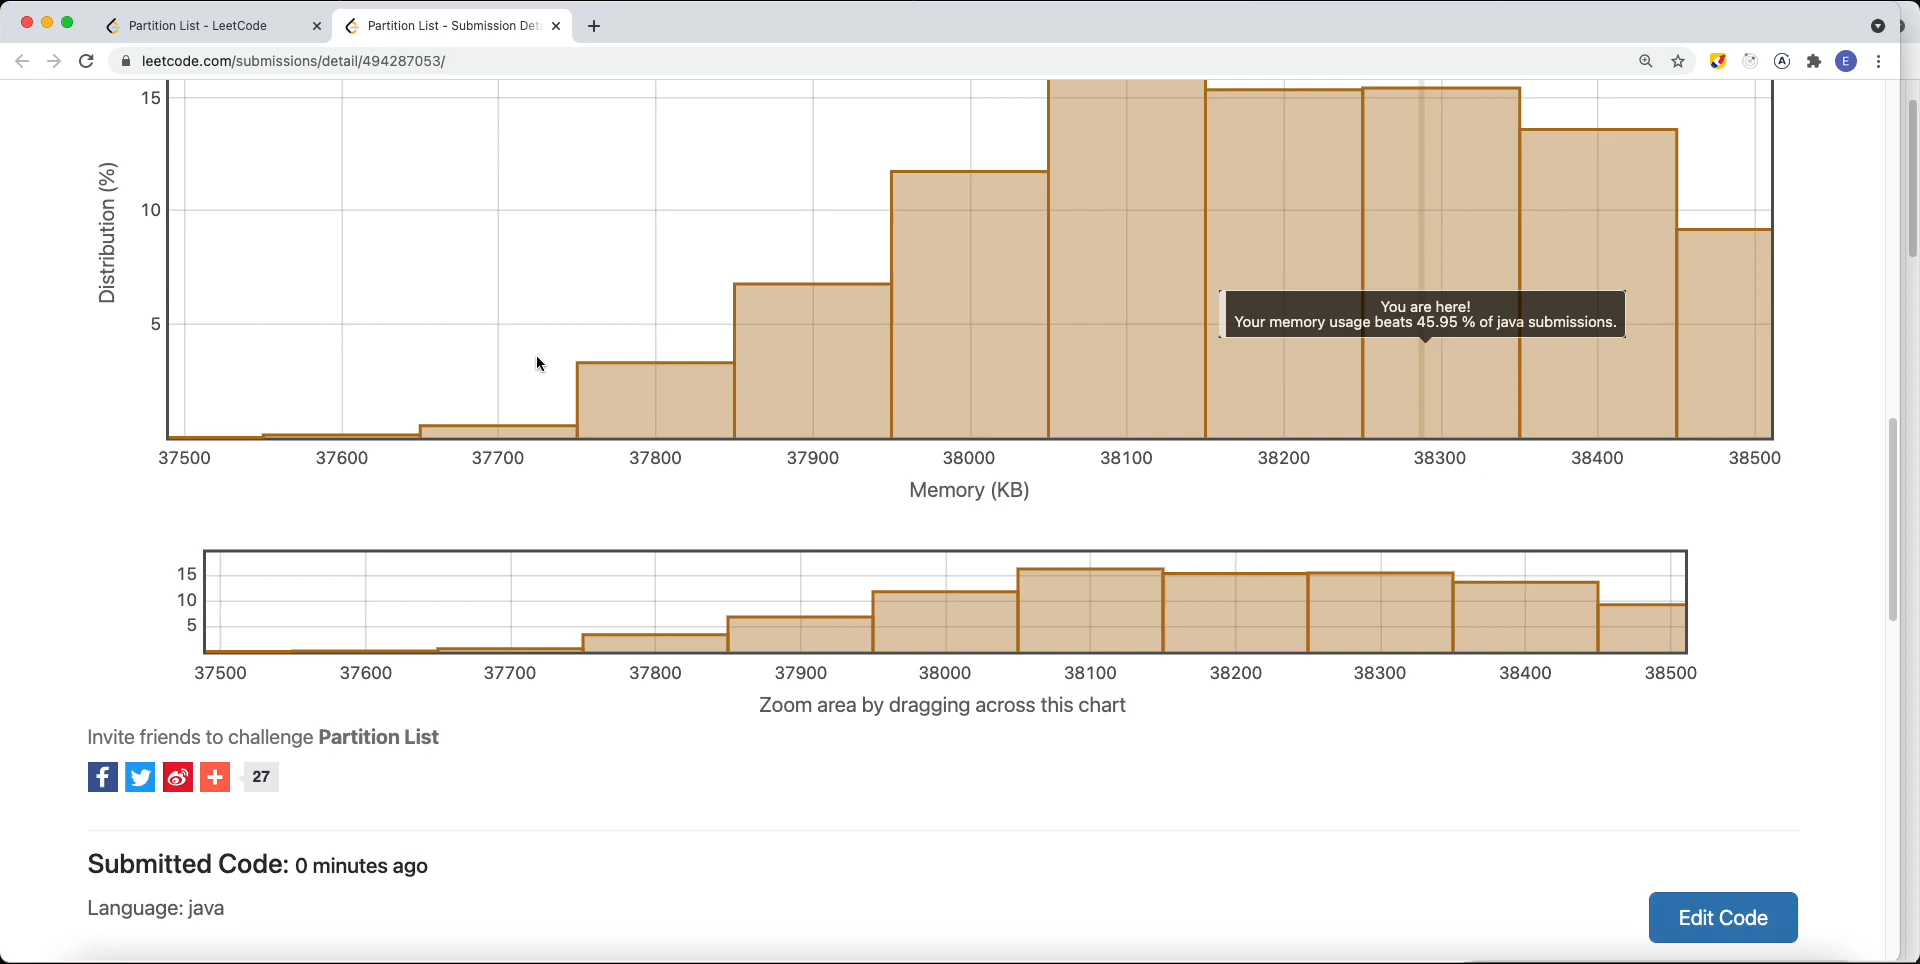 Partition List - LeetCode
Partition List - Submission Det
leetcode.com/submissions/detail/494287053/
E
15
10
5
Distribution (%)
You are here!
Your memory usage beats 45.95 % of java submissions.
37500 37600 37700 37800 37900 38000 38100 38200 38300 38400 38500
Memory (KB)
15
10
5
37500 37600 37700 37800 37900 38000 38100 38200 38300 38400 38500
Zoom area by dragging across this chart
Invite friends to challenge Partition List
27
Submitted Code: 0 minutes ago
Language: java
Edit Code